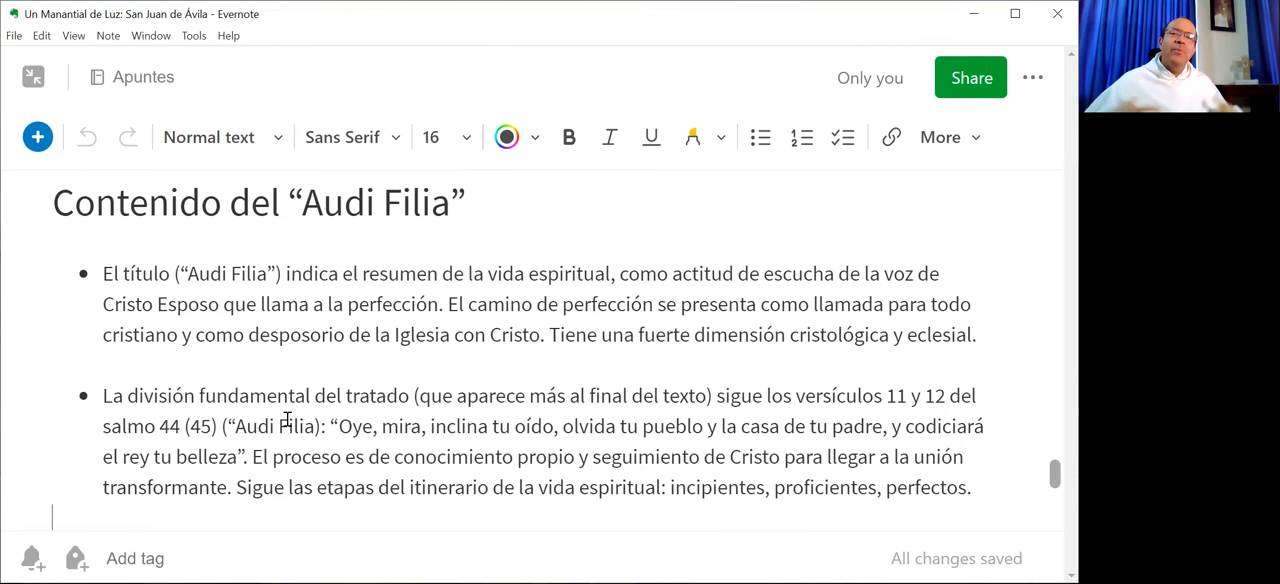 Un Manantial de Luz: San Juan de Ávila - Evernote
File Edit View Note Window Tools Help
Apuntes
Only you
Share
Normal text
Sans Serif
16
B I U
More
Contenido del “Audi Filia”
• El título (“Audi Filia”) indica el resumen de la vida espiritual, como actitud de escucha de la voz de
Cristo Esposo que llama a la perfección. El camino de perfección se presenta como llamada para todo
cristiano y como desposorio de la Iglesia con Cristo. Tiene una fuerte dimensión cristológica y eclesial.
• La división fundamental del tratado (que aparece más al final del texto) sigue los versículos 11 y 12 del
salmo 44 (45) (“Audi Filia): “Oye, mira, inclina tu oído, olvida tu pueblo y la casa de tu padre, y codiciará
el rey tu belleza”. El proceso es de conocimiento propio y seguimiento de Cristo para llegar a la unión
transformante. Sigue las etapas del itinerario de la vida espiritual: incipientes, proficientes, perfectos.
Add tag
All changes saved